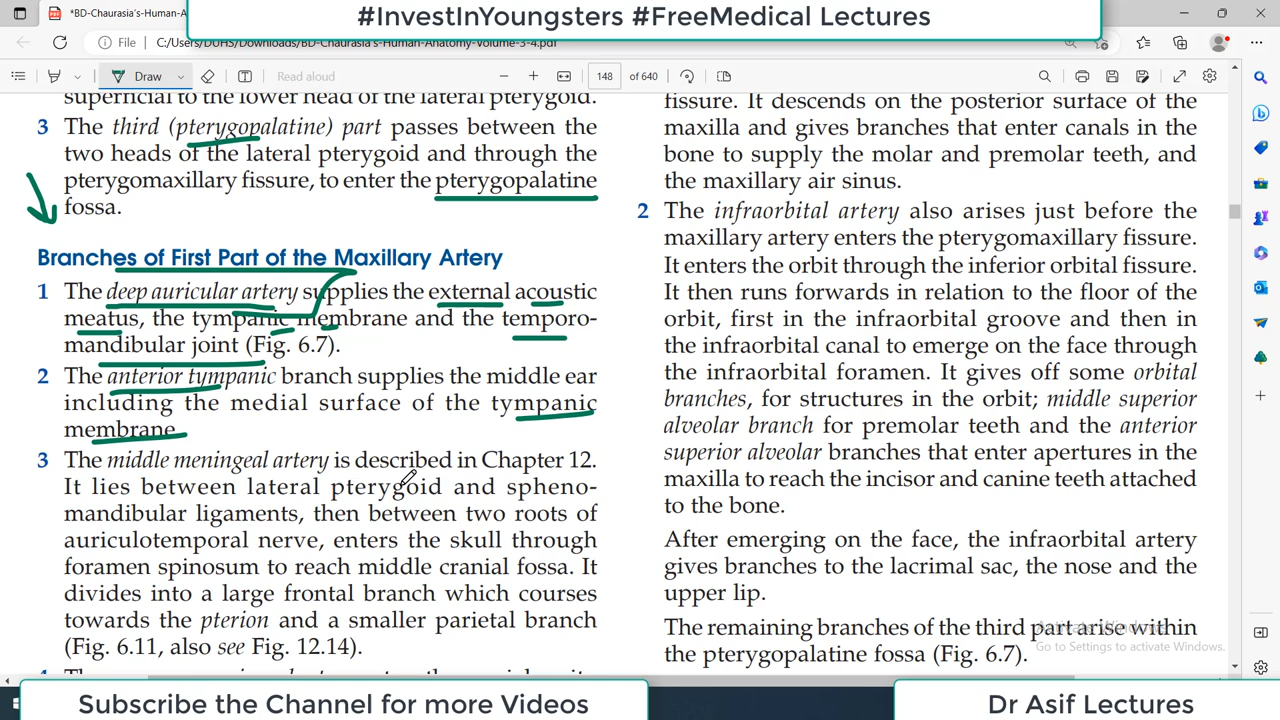 #InvestInYoungsters #FreeMedical Lectures
*BD-Chaurasia's-Human-A
File
C:/Users/DUHS/Downloads/BD-Chaurasia's-Human-Anatomy-Volume-3-4.pdf
Draw
Read aloud
148 of 640
superficial to the lower head of the lateral pterygoid.
3 The third (pterygopalatine) part passes between the
two heads of the lateral pterygoid and through the
pterygomaxillary fissure, to enter the pterygopalatine
fossa.
Branches of First Part of the Maxillary Artery
1 The deep auricular artery supplies the external acoustic
meatus, the tympanic membrane and the temporo-
mandibular joint (Fig. 6.7).
2 The anterior tympanic branch supplies the middle ear
including the medial surface of the tympanic
membrane
3 The middle meningeal artery is described in Chapter 12.
It lies between lateral pterygoid and spheno-
mandibular ligaments, then between two roots of
auriculotemporal nerve, enters the skull through
foramen spinosum to reach middle cranial fossa. It
divides into a large frontal branch which courses
towards the pterion and a smaller parietal branch
(Fig. 6.11, also see Fig. 12.14).
fissure. It descends on the posterior surface of the
maxilla and gives branches that enter canals in the
bone to supply the molar and premolar teeth, and
the maxillary air sinus.
2 The infraorbital artery also arises just before the
maxillary artery enters the pterygomaxillary fissure.
It enters the orbit through the inferior orbital fissure.
It then runs forwards in relation to the floor of the
orbit, first in the infraorbital groove and then in
the infraorbital canal to emerge on the face through
the infraorbital foramen. It gives off some orbital
branches, for structures in the orbit; middle superior
alveolar branch for premolar teeth and the anterior
superior alveolar branches that enter apertures in the
maxilla to reach the incisor and canine teeth attached
to the bone.
After emerging on the face, the infraorbital artery
gives branches to the lacrimal sac, the nose and the
upper lip.
The remaining branches of the third part arise within
the pterygopalatine fossa (Fig. 6.7).
Activate Windows
Go to Settings to activate Windows.
Subscribe the Channel for more Videos
Dr Asif Lectures